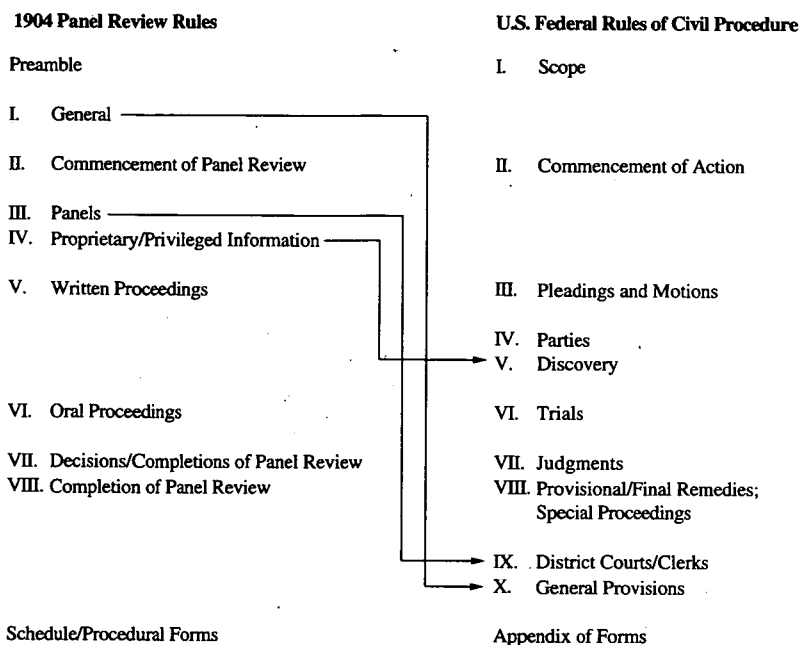 1904 Panel Review Rules
U.S. Federal Rules of Civil Procedure
Preamble
I. Scope
I. General
II. Commencement of Panel Review
II. Commencement of Action
III. Panels
IV. Proprietary/Privileged Information
V. Written Proceedings
III. Pleadings and Motions
IV. Parties
V. Discovery
VI. Oral Proceedings
VI. Trials
VII. Decisions/Completions of Panel Review
VII. Judgments
VIII. Completion of Panel Review
VIII. Provisional/Final Remedies;
Special Proceedings
IX. District Courts/Clerks
X. General Provisions
Schedule/Procedural Forms
Appendix of Forms